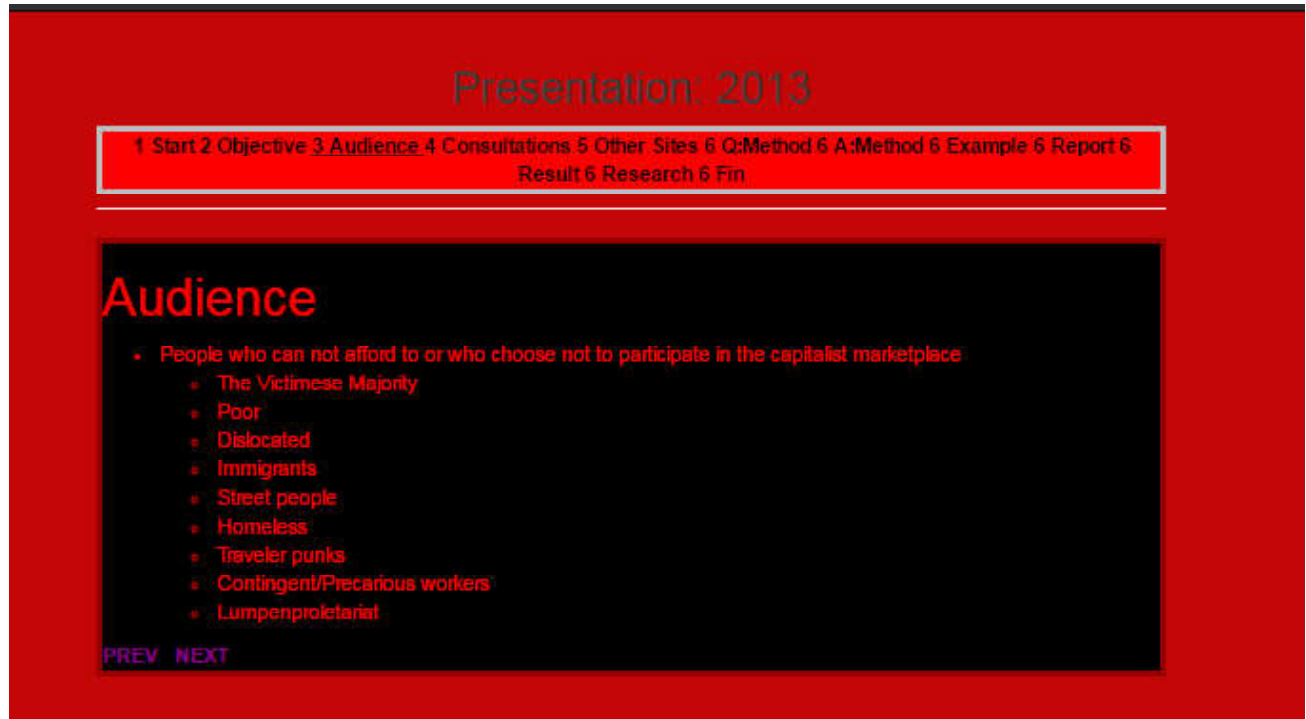 Presentation: 2013
1 Start 2 Objective 3 Audience 4 Consultations 5 Other Sites 6 Q:Method 6 A:Method 6 Example 6 Report 6
Result 6 Research 6 Fin
Audience
People who can not afford to or who choose not to participate in the capitalist marketplace
The Victimese Majority
Poor
Dislocated
Immigrants
Street people
Homeless
Traveler punks
Contingent/Precarious workers
Lumpenproletariat
PREV NEXT